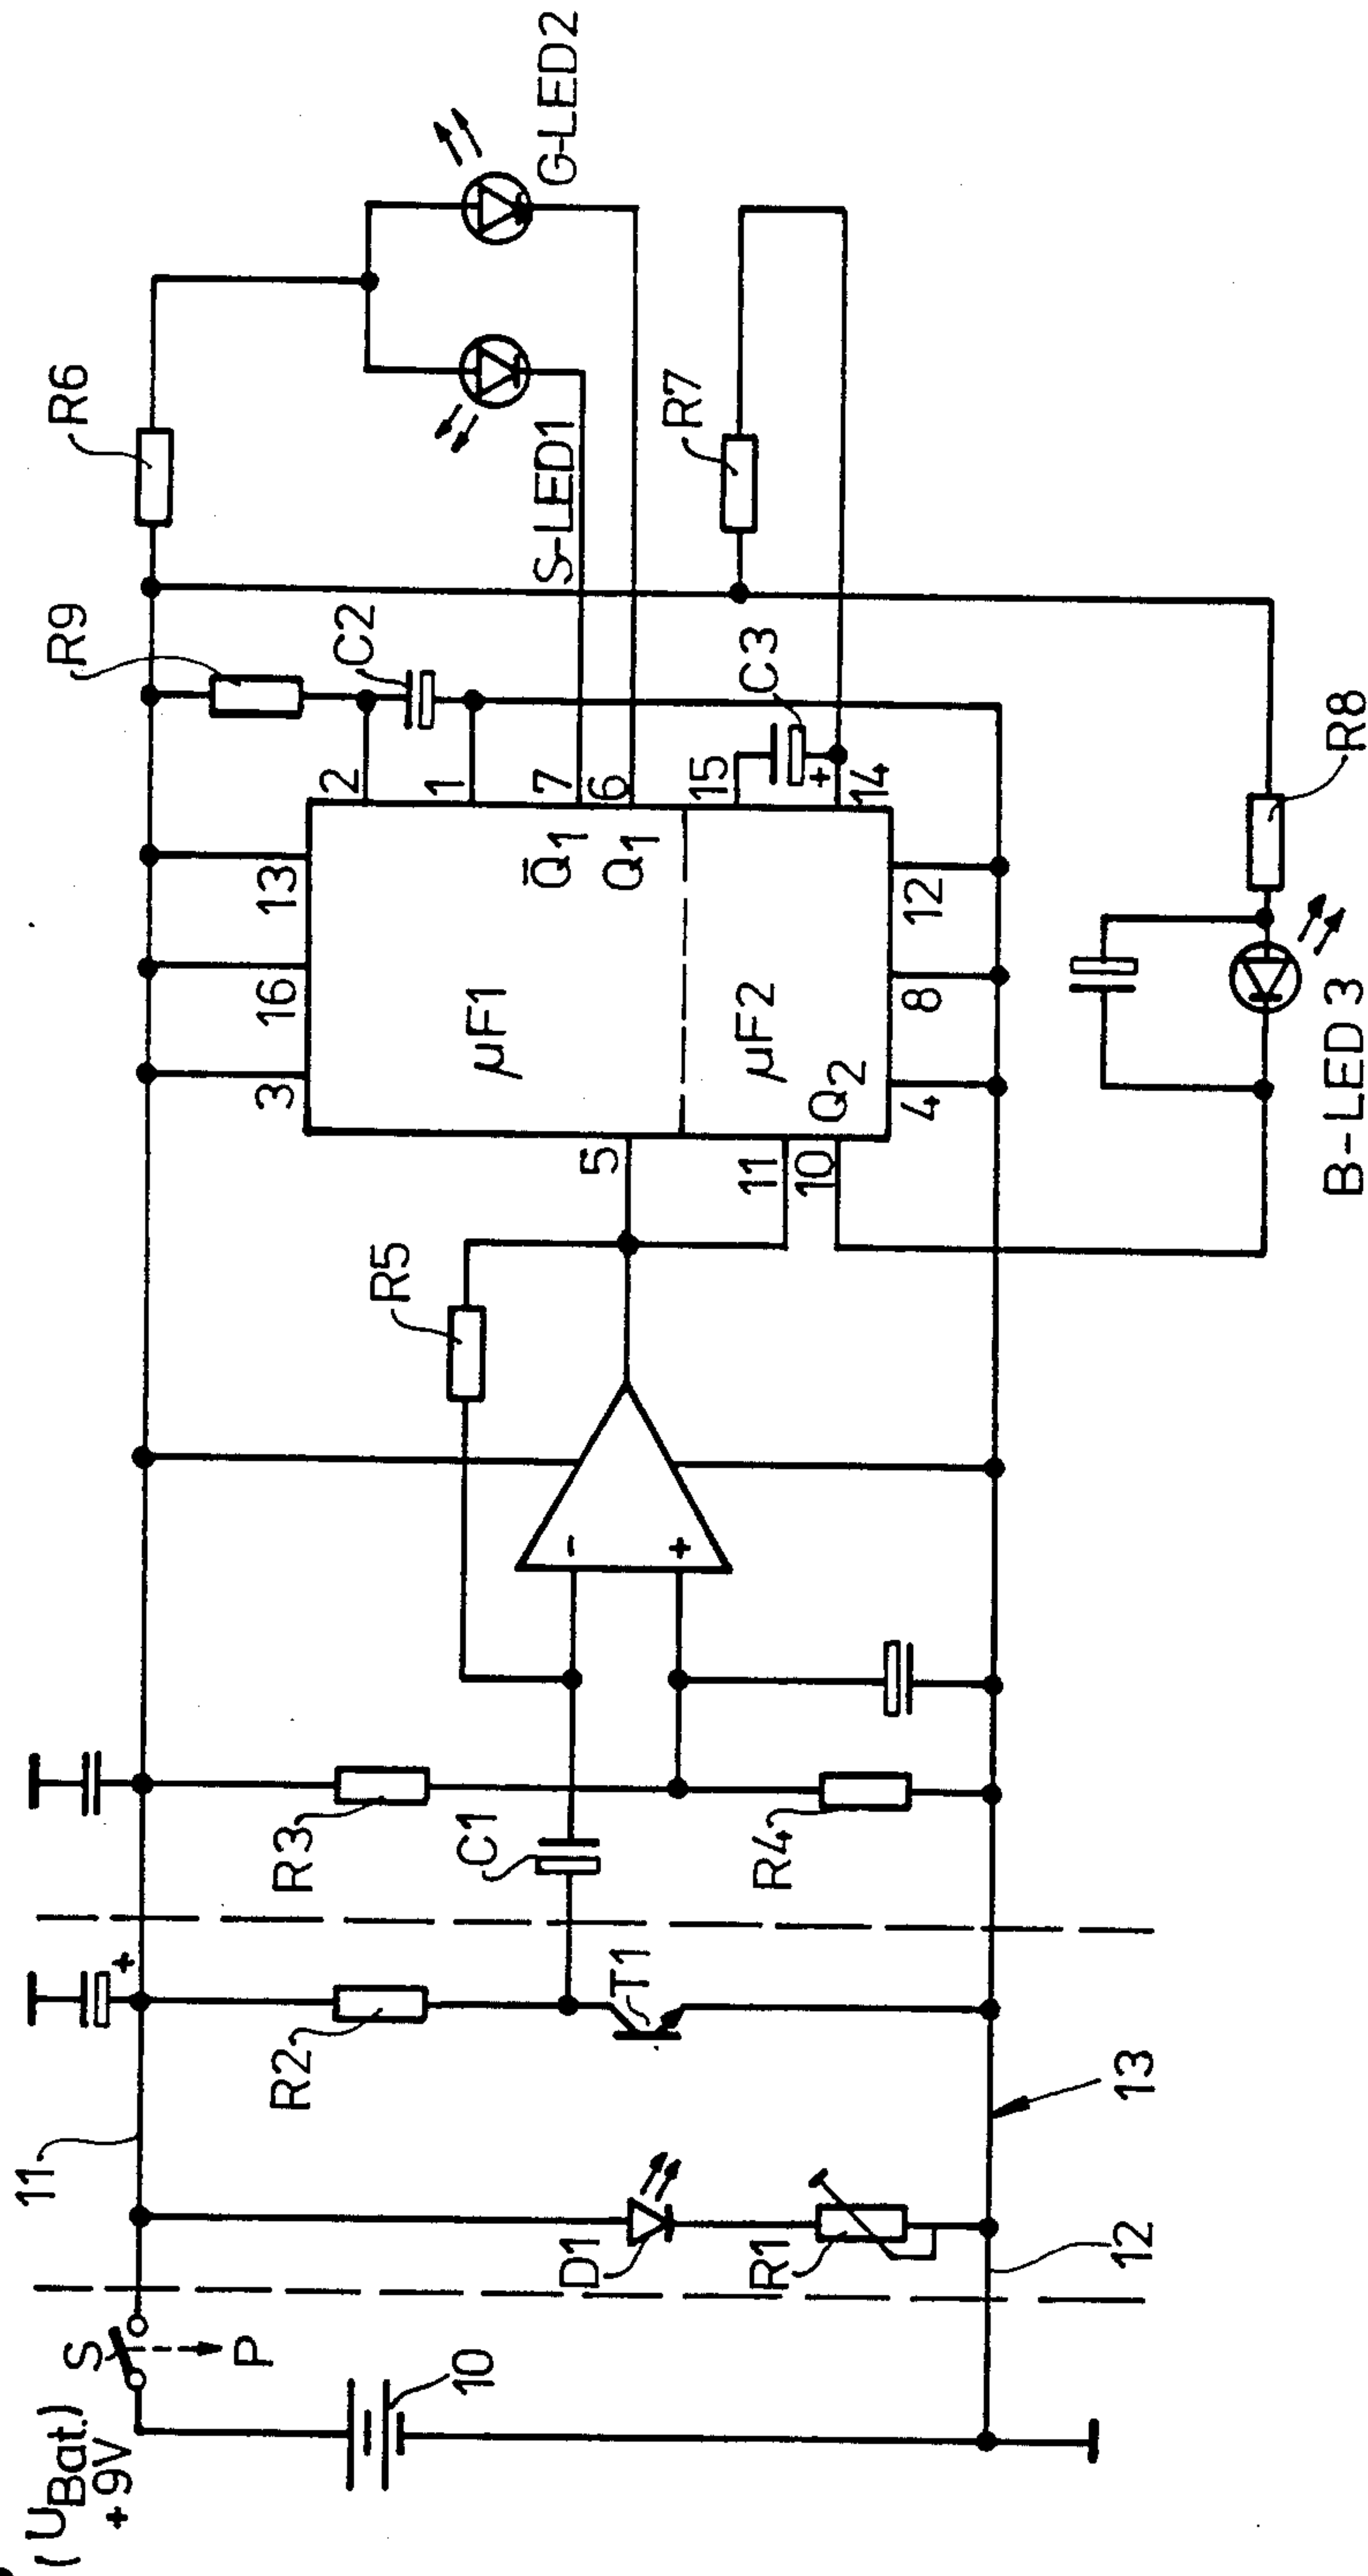 (UBat.)
+9V
S
P
10
11
D1
R1
12
13
+
R2
T1
R3
C1
R4
-
+
R5
5
11
10
3
16
13
μF1
μF2
Q2
4
8
12
Q̄1
Q1
2
1
7
6
15
14
R9
C2
C3
+
R6
S-LED1
G-LED2
R7
R8
B-LED3